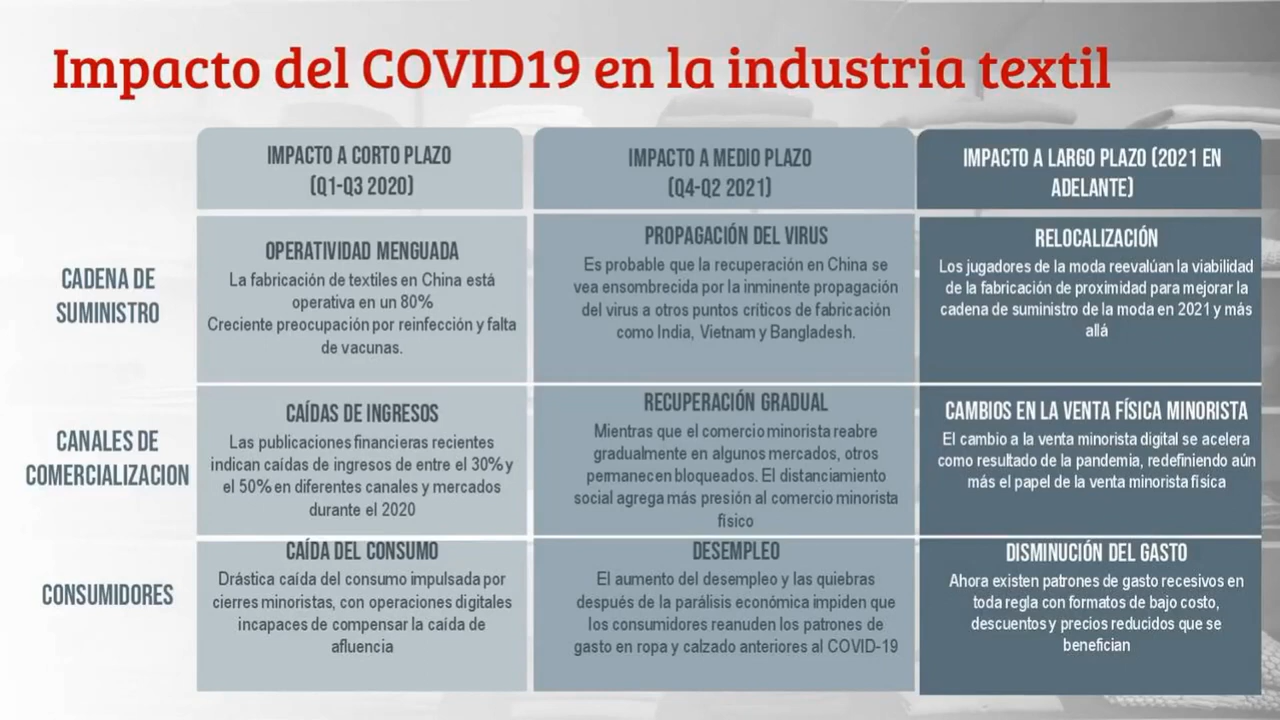 Impacto del COVID19 en la industria textil
IMPACTO A CORTO PLAZO
(Q1-Q3 2020)
IMPACTO A MEDIO PLAZO
(Q4-Q2 2021)
IMPACTO A LARGO PLAZO (2021 EN
ADELANTE)
CADENA DE
SUMINISTRO
OPERATIVIDAD MENGUADA
La fabricación de textiles en China está
operativa en un 80%
Creciente preocupación por reinfección y falta
de vacunas.
PROPAGACIÓN DEL VIRUS
Es probable que la recuperación en China se
vea ensombrecida por la inminente propagación
del virus a otros puntos críticos de fabricación
como India, Vietnam y Bangladesh.
RELOCALIZACIÓN
Los jugadores de la moda reevalúan la viabilidad
de la fabricación de proximidad para mejorar la
cadena de suministro de la moda en 2021 y más
allá
CANALES DE
COMERCIALIZACION
CAÍDAS DE INGRESOS
Las publicaciones financieras recientes
indican caídas de ingresos de entre el 30% y
el 50% en diferentes canales y mercados
durante el 2020
RECUPERACIÓN GRADUAL
Mientras que el comercio minorista reabre
gradualmente en algunos mercados, otros
permanecen bloqueados. El distanciamiento
social agrega más presión al comercio minorista
físico
CAMBIOS EN LA VENTA FÍSICA MINORISTA
El cambio a la venta minorista digital se acelera
como resultado de la pandemia, redefiniendo aún
más el papel de la venta minorista física
CONSUMIDORES
CAÍDA DEL CONSUMO
Drástica caída del consumo impulsada por
cierres minoristas, con operaciones digitales
incapaces de compensar la caída de
afluencia
DESEMPLEO
El aumento del desempleo y las quiebras
después de la parálisis económica impiden que
los consumidores reanuden los patrones de
gasto en ropa y calzado anteriores al COVID-19
DISMINUCIÓN DEL GASTO
Ahora existen patrones de gasto recesivos en
toda regla con formatos de bajo costo,
descuentos y precios reducidos que se
benefician